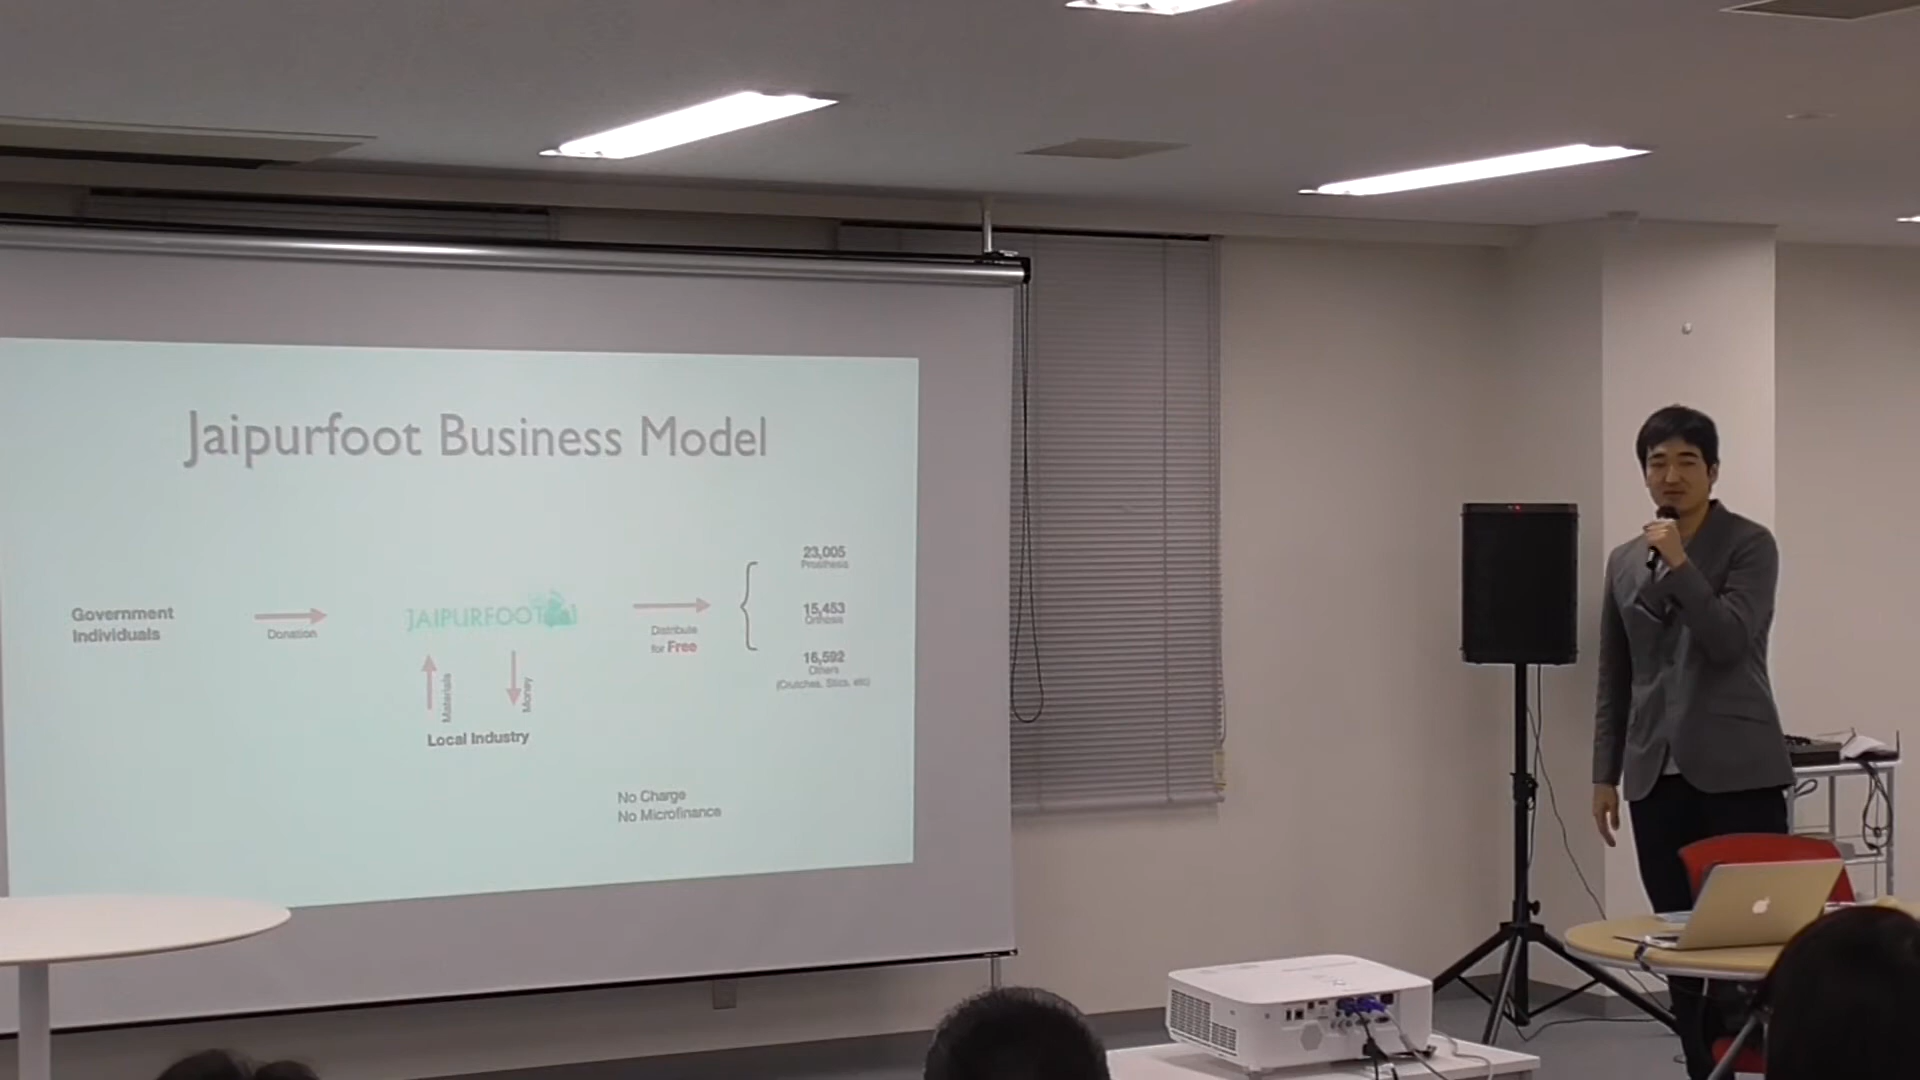 Jaipurfoot Business Model
Government
Individuals
Donation
JAIPURFOOT
Materials
Money
Local Industry
Distribute
for Free
23,005
Prosthesis
15,453
Orthosis
16,592
Others
(Crutches, Stics, etc)
No Charge
No Microfinance